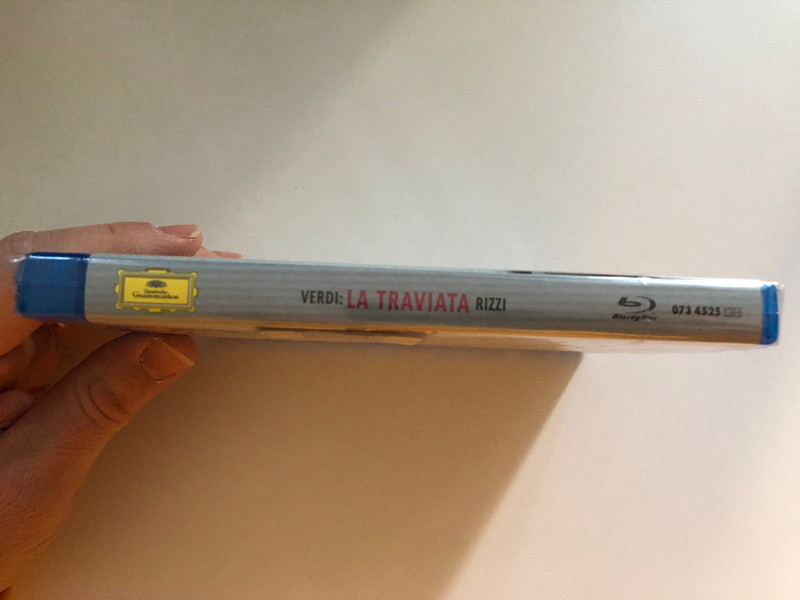 Deutsche
Grammophon
VERDI: LA TRAVIATA RIZZI
Blu-ray Disc
073 4525